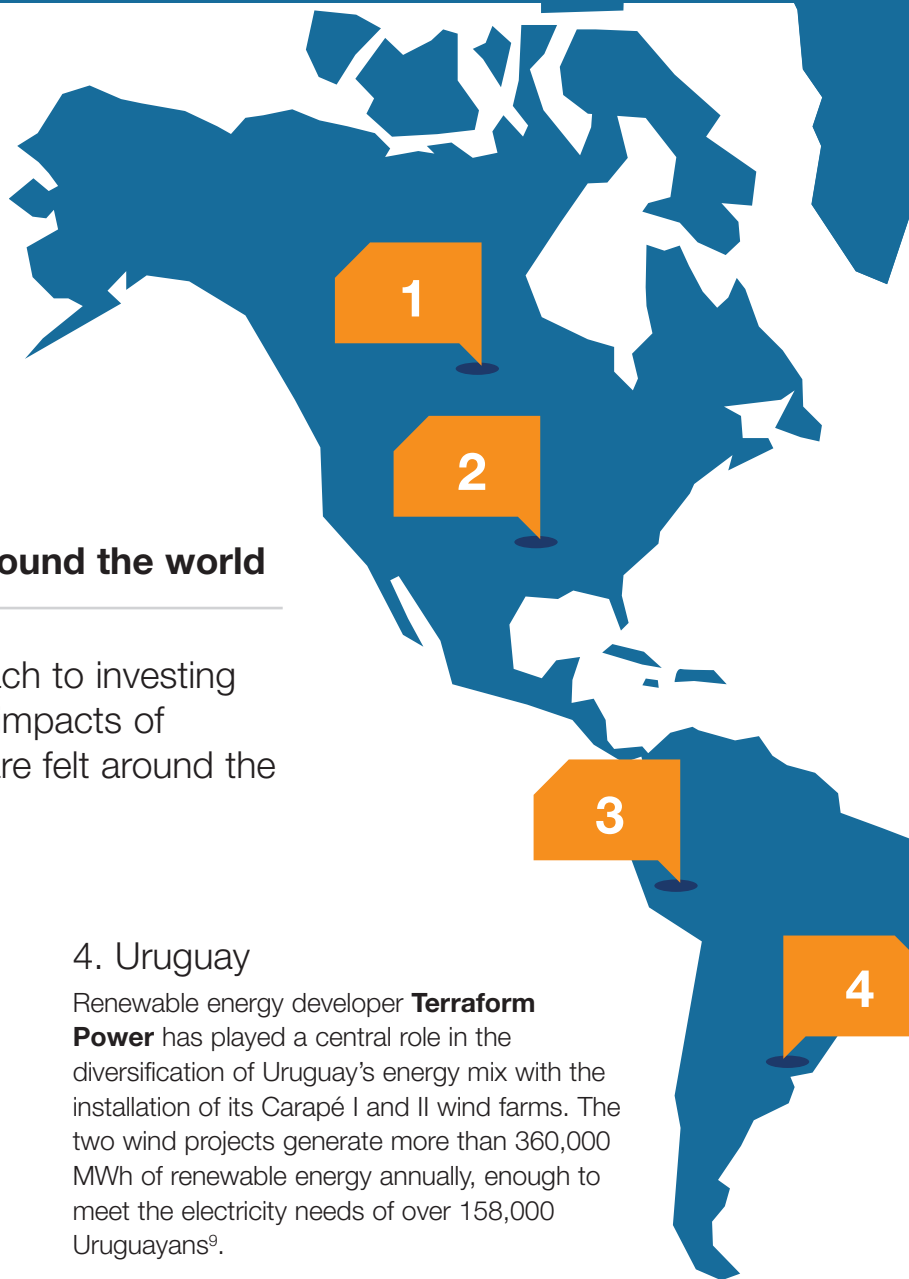 1
2
ound the world
ach to investing
mpacts of
re felt around the
3
4
4. Uruguay
Renewable energy developer Terraform
Power has played a central role in the
diversification of Uruguay’s energy mix with the
installation of its Carapé I and II wind farms. The
two wind projects generate more than 360,000
MWh of renewable energy annually, enough to
meet the electricity needs of over 158,000
Uruguayans⁹.